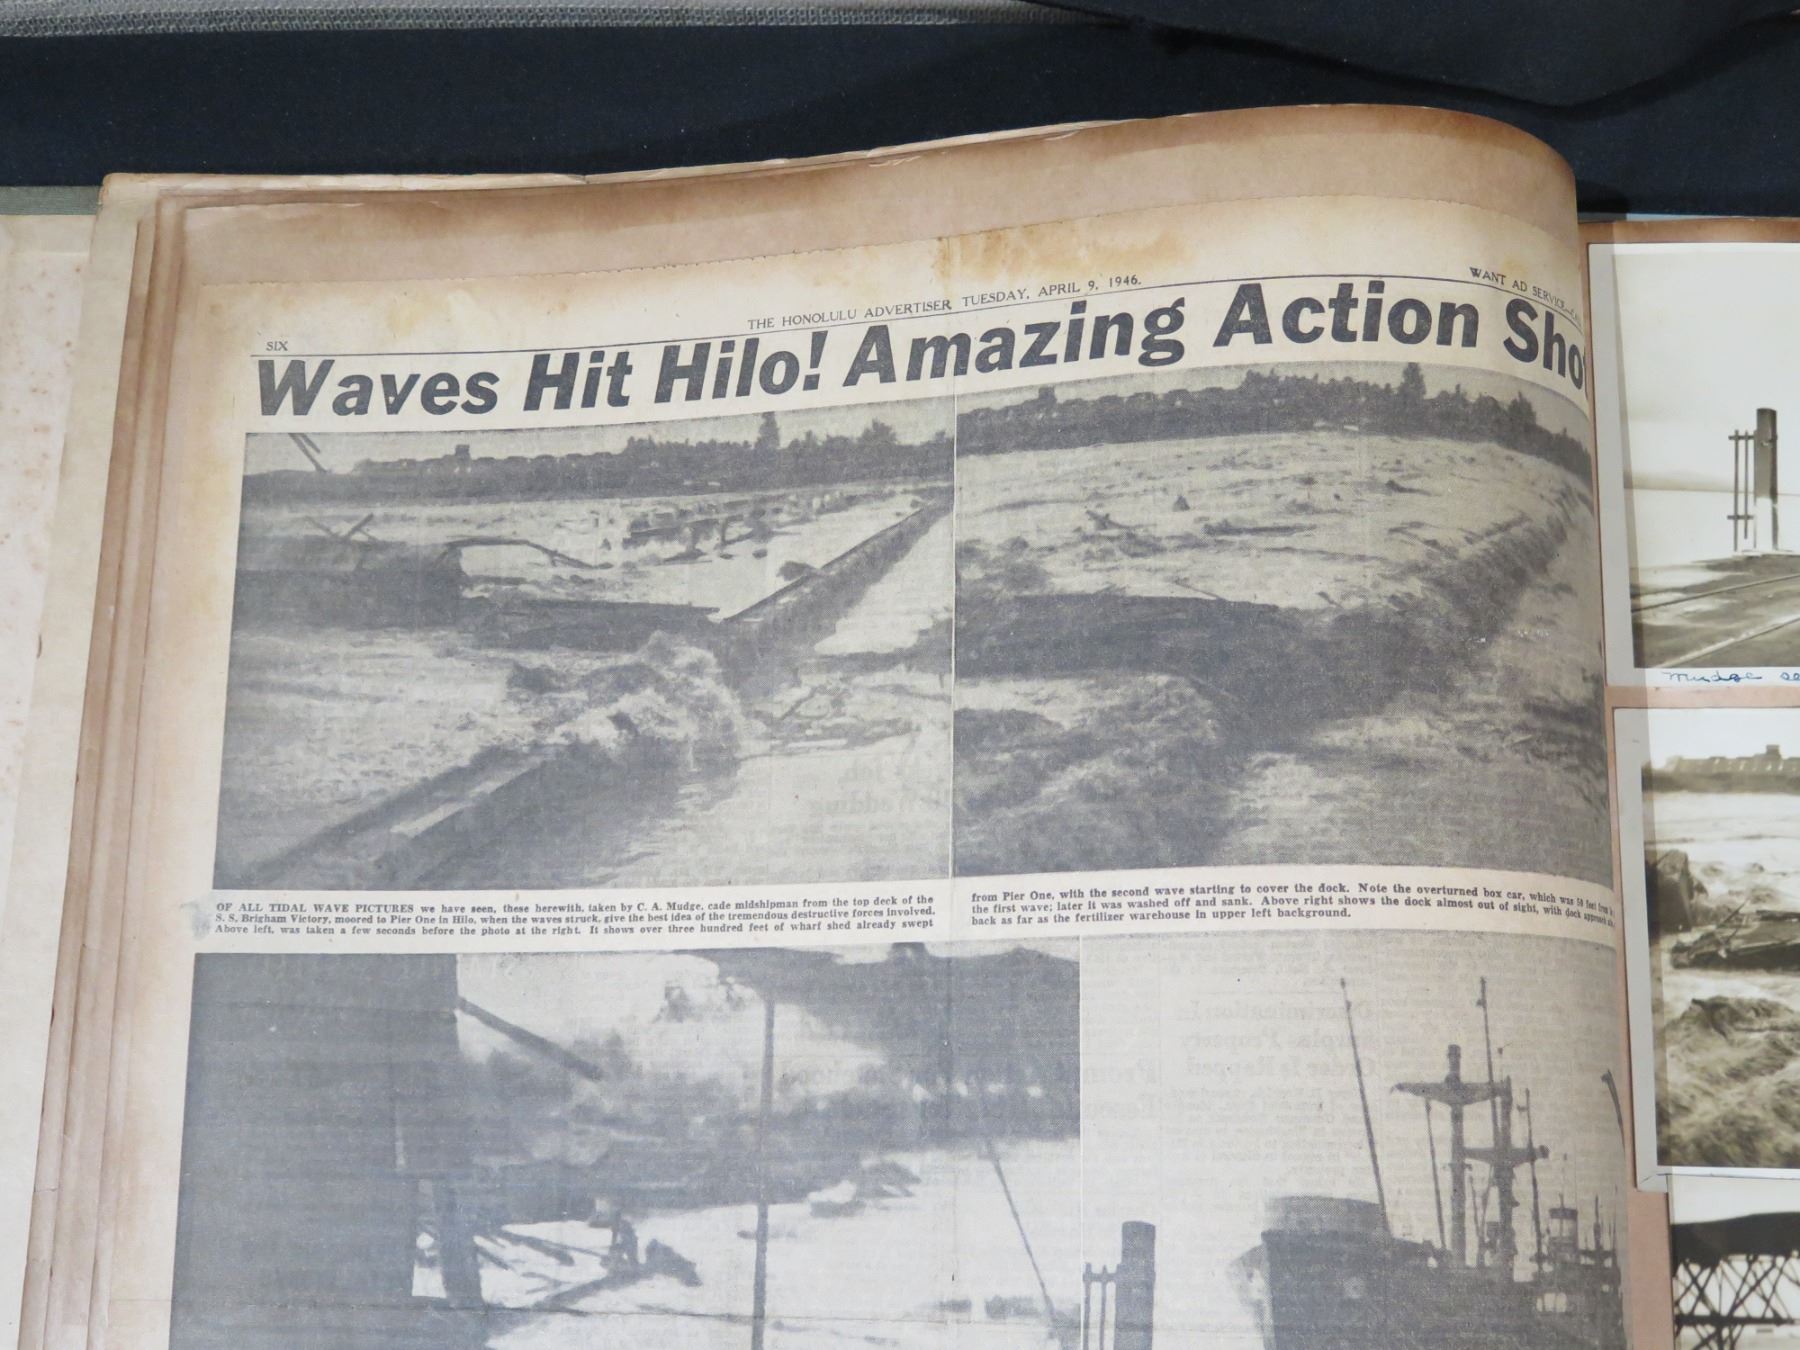 SIX
THE HONOLULU ADVERTISER TUESDAY, APRIL 9, 1946.
WANT AD SERVICE
Waves Hit Hilo! Amazing Action Sho
OF ALL TIDAL WAVE PICTURES we have seen, these herewith, taken by C. A. Mudge, cade midshipman from the top deck of the
S. S. Brigham Victory, moored to Pier One in Hilo, when the waves struck, give the best idea of the tremendous destructive forces involved.
Above left, was taken a few seconds before the photo at the right. It shows over three hundred feet of wharf shed already swept
from Pier One, with the second wave starting to cover the dock. Note the overturned box car, which was 50 feet from
the first wave; later it was washed off and sank. Above right shows the dock almost out of sight, with dock
back as far as the fertilizer warehouse in upper left background.
Mudge